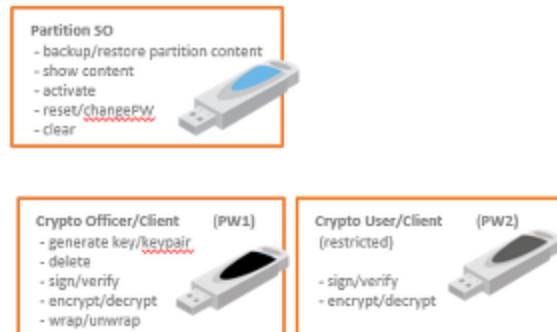 Partition SO
- backup/restore partition content
- show content
- activate
- reset/changePW
- clear
Crypto Officer/Client (PW1)
- generate key/keypair
- delete
- sign/verify
- encrypt/decrypt
- wrap/unwrap
Crypto User/Client (PW2)
(restricted)
- sign/verify
- encrypt/decrypt